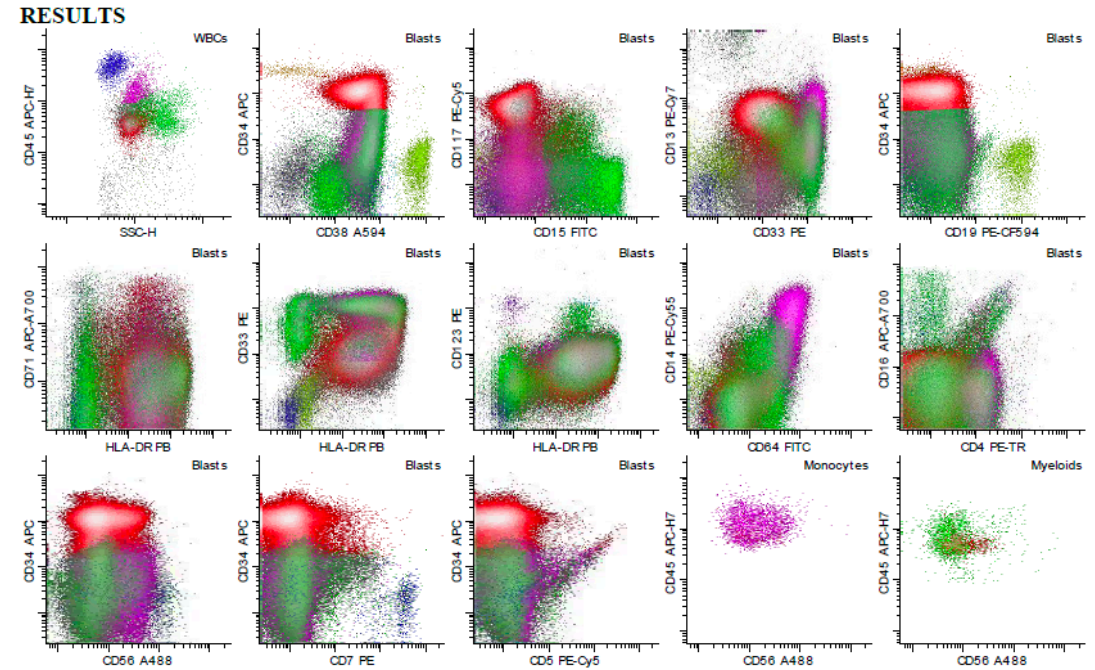 RESULTS
WBCs
CD45 APC-H7
SSC-H
Blasts
CD34 APC
CD38 A594
Blasts
CD117 PE-Cy5
CD15 FITC
Blasts
CD13 PE-Cy7
CD33 PE
Blasts
CD34 APC
CD19 PE-CF594
Blasts
CD71 APC-A700
HLA-DR PB
Blasts
CD33 PE
HLA-DR PB
Blasts
CD123 PE
HLA-DR PB
Blasts
CD14 PE-Cy55
CD64 FITC
Blasts
CD16 APC-A700
CD4 PE-TR
Blasts
CD34 APC
CD56 A488
Blasts
CD34 APC
CD7 PE
Blasts
CD34 APC
CD5 PE-Cy5
Monocytes
CD45 APC-H7
CD56 A488
Myeloids
CD45 APC-H7
CD56 A488